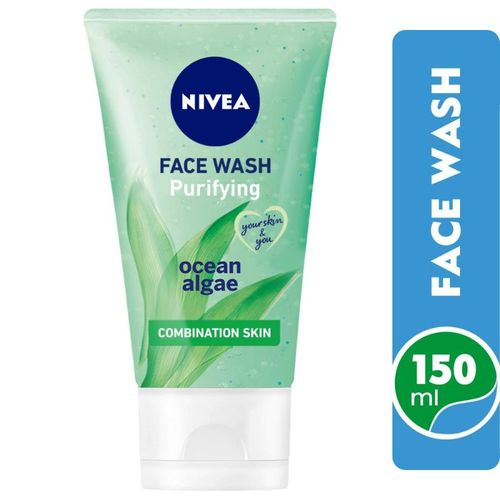 NIVEA
FACE WASH
Purifying
your skin
& you
ocean
algae
COMBINATION SKIN
FACE WASH
150
ml